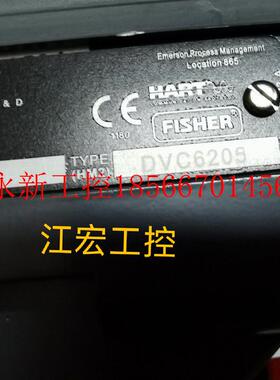 Emerson Process Management
Location 865
& D
CE
HART
1180
FISHER
TYPE
(HW2)
DVC6205
永新工控18566701456
江宏工控